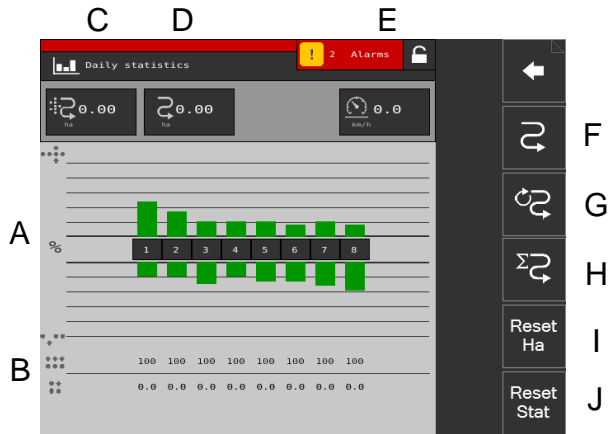 C D E
! 2 Alarms
Daily statistics
0.00 0.00 0.0
ha ha km/h
F
G
A
%
1 2 3 4 5 6 7 8
H
Reset
Ha
I
B
100 100 100 100 100 100 100 100
0.0 0.0 0.0 0.0 0.0 0.0 0.0 0.0
Reset
Stat
J
Σ